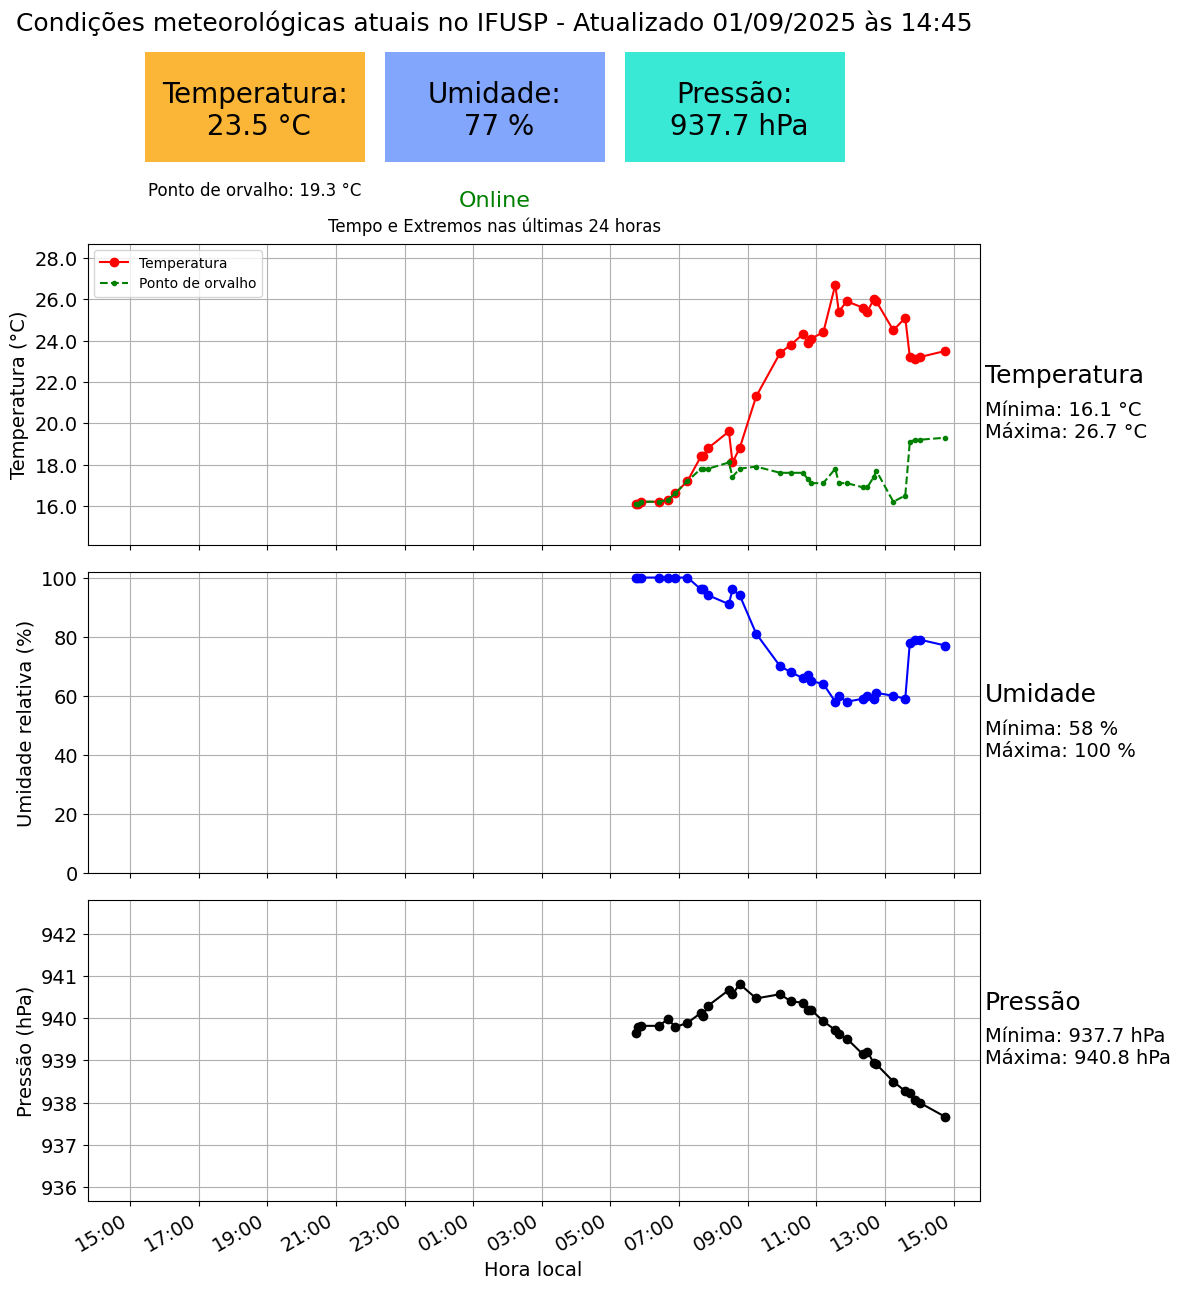 Condições meteorológicas atuais no IFUSP - Atualizado 01/09/2025 às 14:45
Temperatura:
23.5 °C
Umidade:
77 %
Pressão:
937.7 hPa
Ponto de orvalho: 19.3 °C
Online
Tempo e Extremos nas últimas 24 horas
Temperatura (°C)
28.0
26.0
24.0
22.0
20.0
18.0
16.0
Temperatura
Ponto de orvalho
Temperatura
Mínima: 16.1 °C
Máxima: 26.7 °C
Umidade relativa (%)
100
80
60
40
20
0
Umidade
Mínima: 58 %
Máxima: 100 %
Pressão (hPa)
942
941
940
939
938
937
936
Pressão
Mínima: 937.7 hPa
Máxima: 940.8 hPa
15:00
17:00
19:00
21:00
23:00
01:00
03:00
05:00
07:00
09:00
11:00
13:00
15:00
Hora local